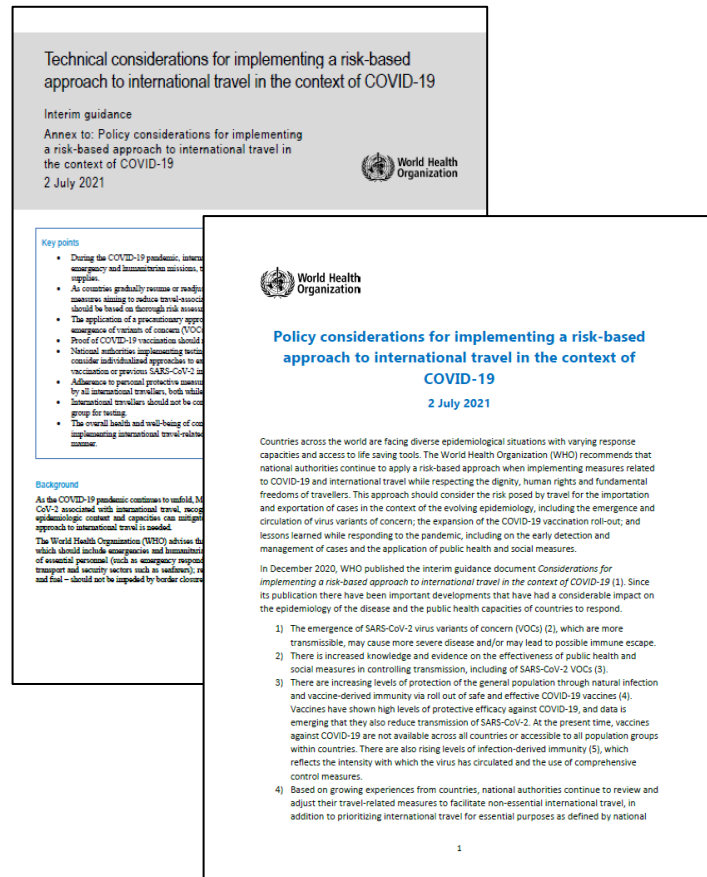 Technical considerations for implementing a risk-based
approach to international travel in the context of COVID-19
Interim guidance
Annex to: Policy considerations for implementing
a risk-based approach to international travel in
the context of COVID-19
2 July 2021
World Health
Organization
Key points
• During the COVID-19 pandemic,
emergency and humanitarian missions,
supplies.
• As countries gradually resume or
measures aiming to reduce
should be based on thorough risk
• The application of a precautionary
emergence of variants of concern
• Proof of COVID-19 vaccination should
• National authorities implementing
consider individualized approaches to
vaccination or previous SARS-CoV-2
• Adherence to personal protective
by all international travellers, both while
• International travellers should not be
group for testing.
• The overall health and well-being of
implementing international
manner.
Background
As the COVID-19 pandemic continues to unfold,
CoV-2 associated with international travel,
epidemiologic context and capacities can
approach to international travel is needed.
The World Health Organization (WHO) advises
which should include emergencies and
of essential personnel (such as emergency
transport and security sectors such as seafarers);
and fuel – should not be impeded by border
World Health
Organization
Policy considerations for implementing a risk-based
approach to international travel in the context of
COVID-19
2 July 2021
Countries across the world are facing diverse epidemiological situations with varying response
capacities and access to life saving tools. The World Health Organization (WHO) recommends that
national authorities continue to apply a risk-based approach when implementing measures related
to COVID-19 and international travel while respecting the dignity, human rights and fundamental
freedoms of travellers. This approach should consider the risk posed by travel for the importation
and exportation of cases in the context of the evolving epidemiology, including the emergence and
circulation of virus variants of concern; the expansion of the COVID-19 vaccination roll-out; and
lessons learned while responding to the pandemic, including on the early detection and
management of cases and the application of public health and social measures.
In December 2020, WHO published the interim guidance document Considerations for
implementing a risk-based approach to international travel in the context of COVID-19 (1). Since
its publication there have been important developments that have had a considerable impact on
the epidemiology of the disease and the public health capacities of countries to respond.
1) The emergence of SARS-CoV-2 virus variants of concern (VOCs) (2), which are more
transmissible, may cause more severe disease and/or may lead to possible immune escape.
2) There is increased knowledge and evidence on the effectiveness of public health and
social measures in controlling transmission, including of SARS-CoV-2 VOCs (3).
3) There are increasing levels of protection of the general population through natural infection
and vaccine-derived immunity via roll out of safe and effective COVID-19 vaccines (4).
Vaccines have shown high levels of protective efficacy against COVID-19, and data is
emerging that they also reduce transmission of SARS-CoV-2. At the present time, vaccines
against COVID-19 are not available across all countries or accessible to all population groups
within countries. There are also rising levels of infection-derived immunity (5), which
reflects the intensity with which the virus has circulated and the use of comprehensive
control measures.
4) Based on growing experiences from countries, national authorities continue to review and
adjust their travel-related measures to facilitate non-essential international travel, in
addition to prioritizing international travel for essential purposes as defined by national
1